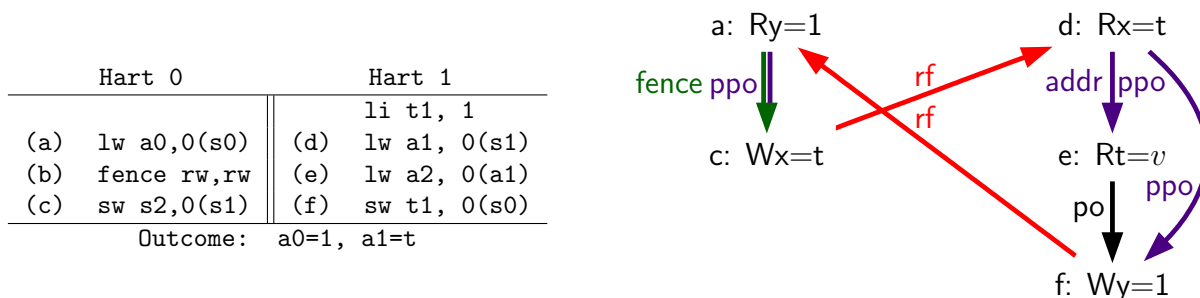 Hart 0 Hart 1
li t1, 1
(a) lw a0,0(s0) (d) lw a1, 0(s1)
(b) fence rw,rw (e) lw a2, 0(a1)
(c) sw s2,0(s1) (f) sw t1, 0(s0)
Outcome: a0=1, a1=t
a: Ry=1
d: Rx=t
fence ppo
rf
addr ppo
rf
c: Wx=t
e: Rt=v
po
ppo
f: Wy=1